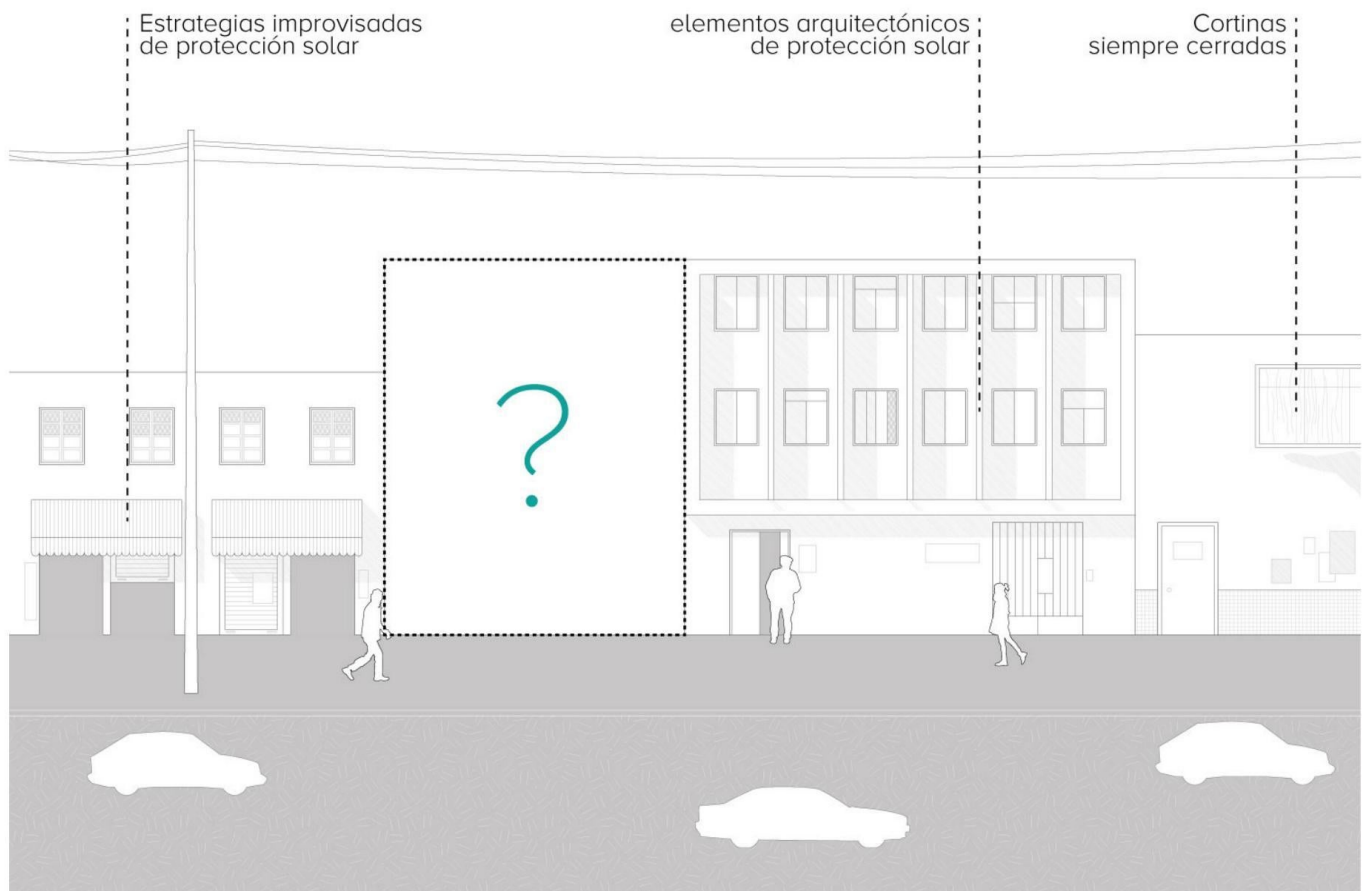 Estrategias improvisadas
de protección solar
elementos arquitectónicos
de protección solar
Cortinas
siempre cerradas
?